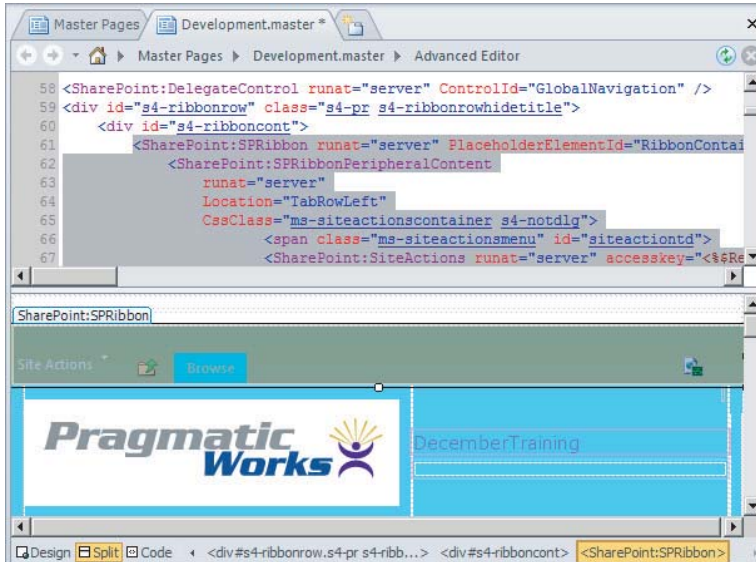 Master Pages Development.master *
Master Pages Development.master Advanced Editor
58 <SharePoint:DelegateControl runat="server" ControlId="GlobalNavigation" />
59 <div id="s4-ribbonrow" class="s4-pr s4-ribbonrowhidetitle">
60 <div id="s4-ribboncont">
61 <SharePoint:SPRibbon runat="server" PlaceholderElementId="RibbonContai
62 <SharePoint:SPRibbonPeripheralContent
63 runat="server"
64 Location="TabRowLeft"
65 CssClass="ms-siteactionscontainer s4-notdlg">
66 <span class="ms-siteactionsmenu" id="siteactiontd">
67 <SharePoint:SiteActions runat="server" accesskey="<%$Re
SharePoint:SPRibbon
Site Actions Browse
Pragmatic
Works
DecemberTraining
Design Split Code <div#s4-ribbonrow.s4-pr s4-ribb...> <div#s4-ribboncont> <SharePoint:SPRibbon>